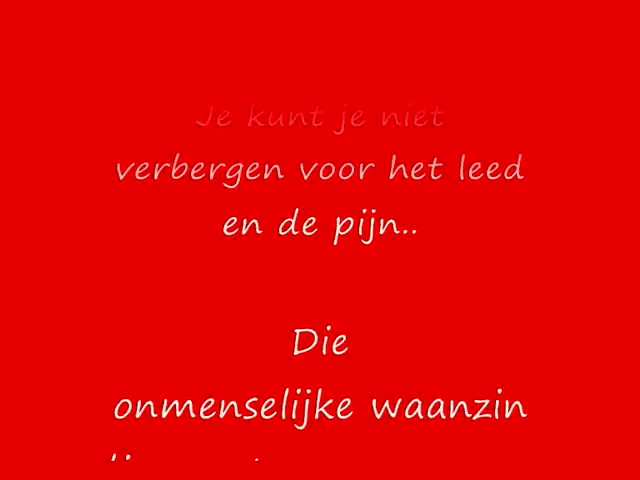 Je kunt je niet
verbergen voor het leed
en de pijn..
Die
onmenselijke waanzin